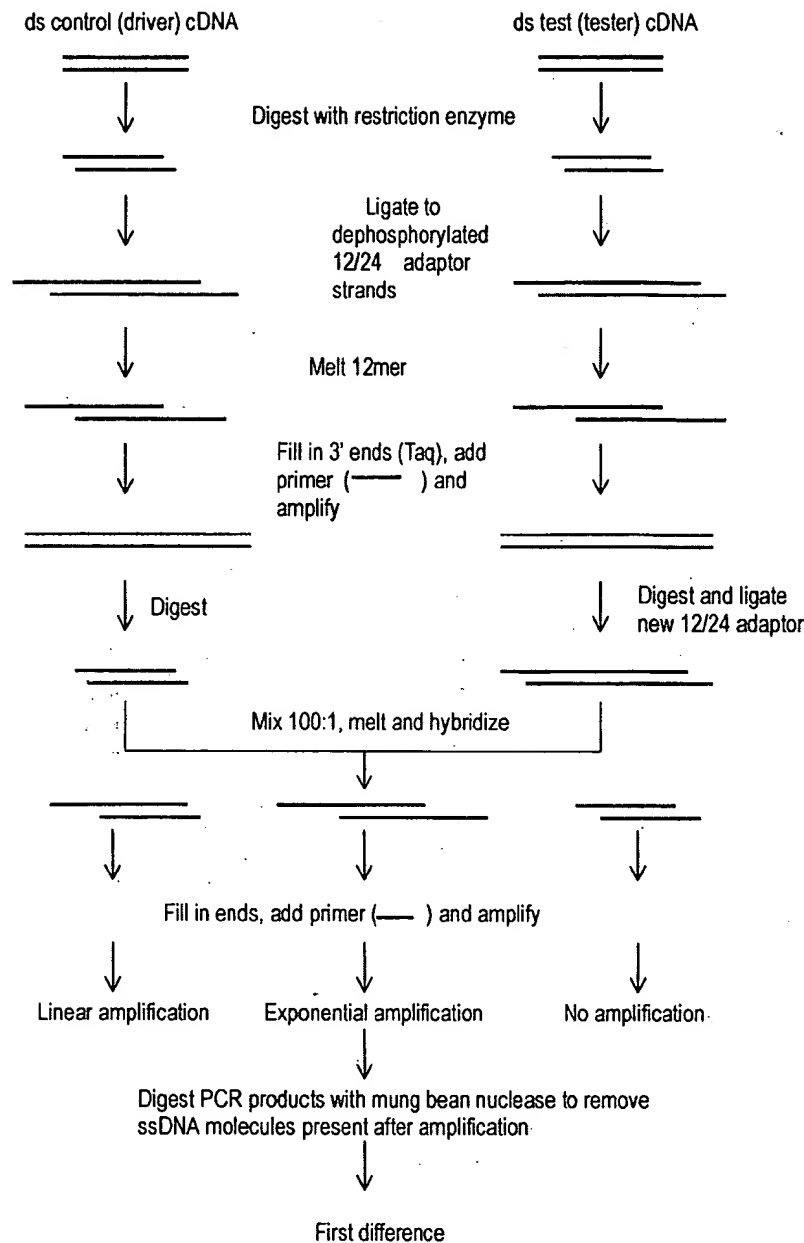 ds control (driver) cDNA
ds test (tester) cDNA
Digest with restriction enzyme
Ligate to
dephosphorylated
12/24 adaptor
strands
Melt 12mer
Fill in 3' ends (Taq), add
primer ( ) and
amplify
Digest
Digest and ligate
new 12/24 adaptor
Mix 100:1, melt and hybridize
Fill in ends, add primer ( ) and amplify
Linear amplification
Exponential amplification
No amplification
Digest PCR products with mung bean nuclease to remove
ssDNA molecules present after amplification
First difference